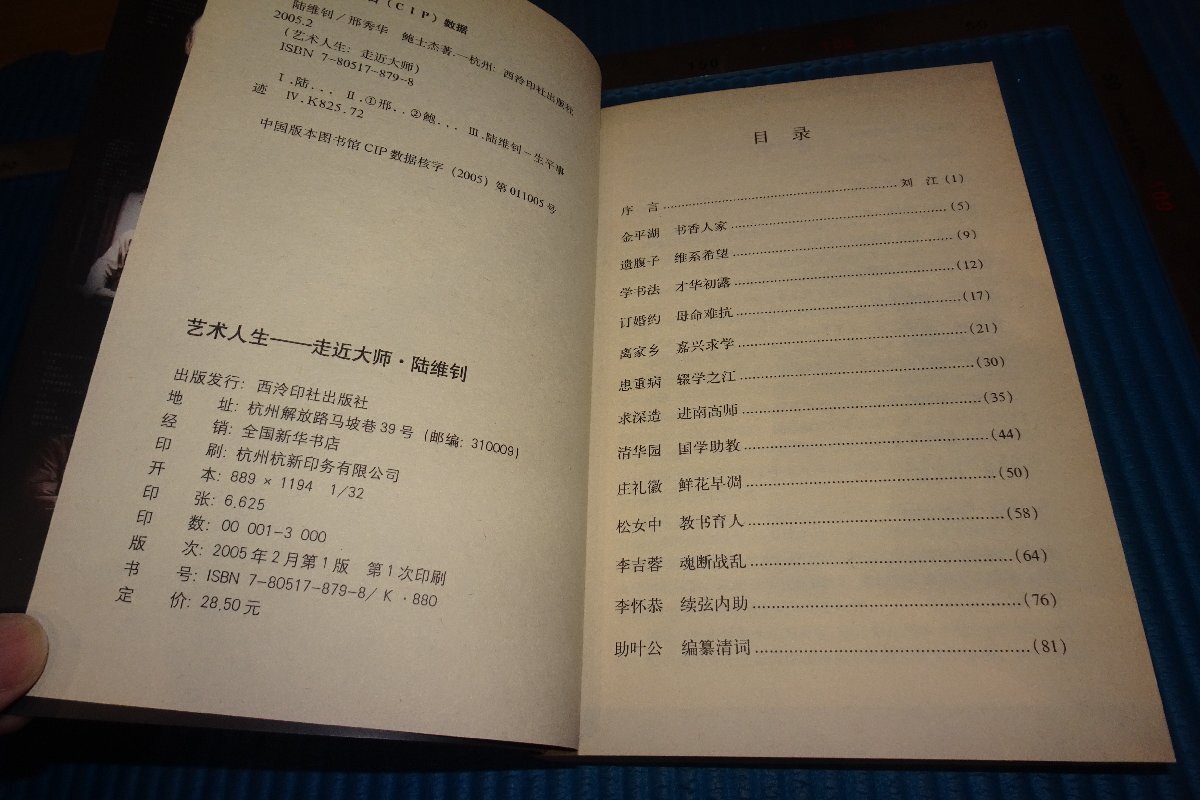 (CIP) 数据
陆维钊/邢秀华 鲍士杰著.—杭州: 西泠印社出版社
2005.2
(艺术人生: 走近大师)
ISBN 7-80517-879-8
Ⅰ.陆... Ⅱ.①邢..②鲍... Ⅲ.陆维钊-生平事
迹 Ⅳ.K825.72
中国版本图书馆CIP数据核字 (2005) 第011005号
艺术人生——走近大师·陆维钊
出版发行: 西泠印社出版社
地 址: 杭州解放路马坡巷39号 (邮编: 310009)
经 销: 全国新华书店
印 刷: 杭州杭新印务有限公司
开 本: 889×1194 1/32
印 张: 6.625
印 数: 00 001-3 000
版 次: 2005年2月第1版 第1次印刷
书 号: ISBN 7-80517-879-8/K·880
定 价: 28.50元
目 录
序 言 ........ 刘 江 (1)
金平湖 书香人家 ........ (5)
遗腹子 维系希望 ........ (9)
学书法 才华初露 ........ (12)
订婚约 母命难抗 ........ (17)
离家乡 嘉兴求学 ........ (21)
患重病 辍学之江 ........ (30)
求深造 进南高师 ........ (35)
清华园 国学助教 ........ (44)
庄礼徽 鲜花早凋 ........ (50)
松女中 教书育人 ........ (58)
李吉蓉 魂断战乱 ........ (64)
李怀恭 续弦内助 ........ (76)
助叶公 编纂清词 ........ (81)